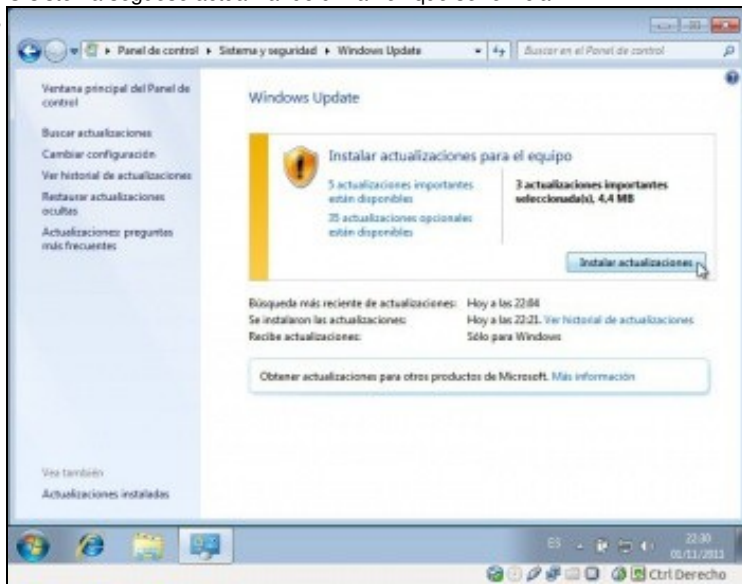 Panel de control ▸ Sistema y seguridad ▸ Windows Update
Buscar en el Panel de control
Ventana principal del Panel de control
Buscar actualizaciones
Cambiar configuración
Ver historial de actualizaciones
Restaurar actualizaciones ocultas
Actualizaciones: preguntas más frecuentes
Windows Update
Instalar actualizaciones para el equipo
5 actualizaciones importantes están disponibles
35 actualizaciones opcionales están disponibles
3 actualizaciones importantes seleccionada(s), 4,4 MB
Instalar actualizaciones
Búsqueda más reciente de actualizaciones: Hoy a las 22:04
Se instalaron las actualizaciones: Hoy a las 22:21. Ver historial de actualizaciones
Recibe actualizaciones: Sólo para Windows
Obtener actualizaciones para otros productos de Microsoft. Más información
Vea también
Actualizaciones instaladas
ES
22:30
01/11/2013
Ctrl Derecho